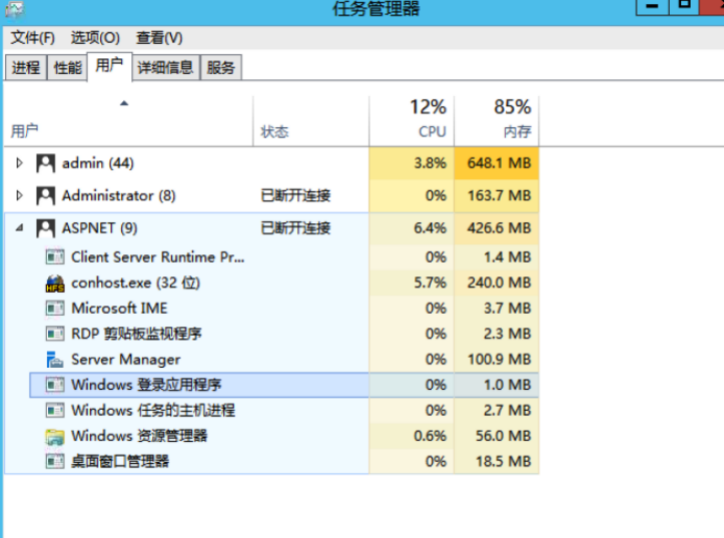 任务管理器
文件(F) 选项(O) 查看(V)
进程 性能 用户 详细信息 服务
12% 85%
用户 状态 CPU 内存
admin (44) 3.8% 648.1 MB
Administrator (8) 已断开连接 0% 163.7 MB
ASPNET (9) 已断开连接 6.4% 426.6 MB
Client Server Runtime Pr... 0% 1.4 MB
HFS conhost.exe (32 位) 5.7% 240.0 MB
Microsoft IME 0% 3.7 MB
RDP 剪贴板监视程序 0% 2.3 MB
Server Manager 0% 100.9 MB
Windows 登录应用程序 0% 1.0 MB
Windows 任务的主机进程 0% 2.7 MB
Windows 资源管理器 0.6% 56.0 MB
桌面窗口管理器 0% 18.5 MB